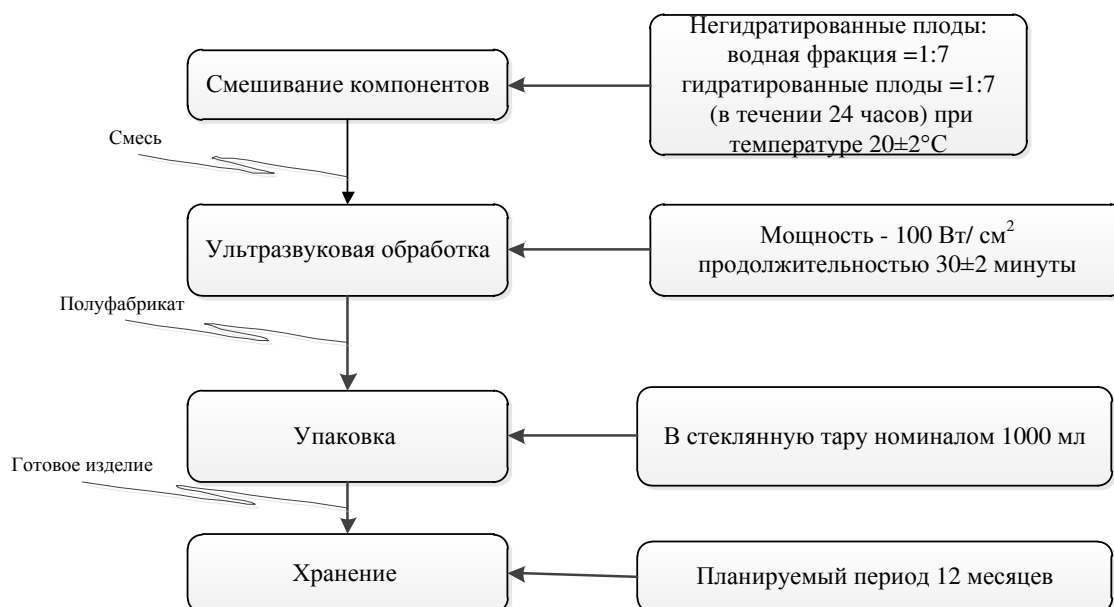 Негидратированные плоды:
водная фракция =1:7
гидратированные плоды =1:7
(в течении 24 часов) при
температуре 20±2°С
Смешивание компонентов
Смесь
Ультразвуковая обработка
Мощность - 100 Вт/ см²
продолжительностью 30±2 минуты
Полуфабрикат
Упаковка
В стеклянную тару номиналом 1000 мл
Готовое изделие
Хранение
Планируемый период 12 месяцев